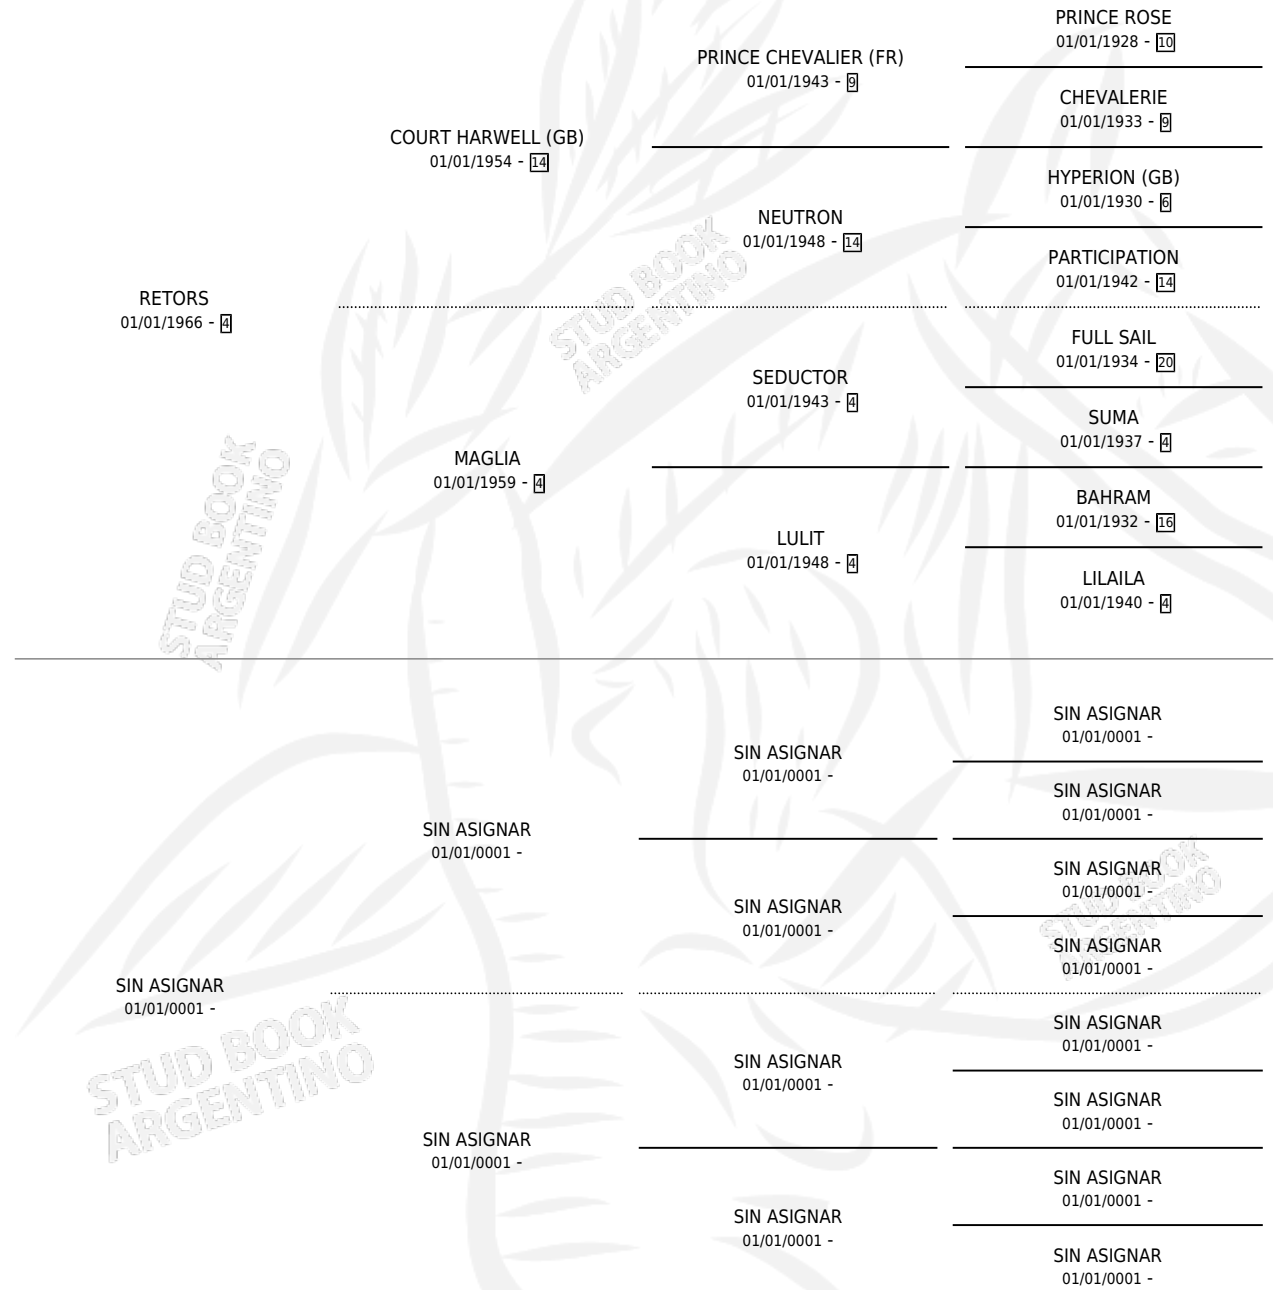 PRINCE ROSE
01/01/1928 - 10
PRINCE CHEVALIER (FR)
01/01/1943 - 9
CHEVALERIE
01/01/1933 - 9
COURT HARWELL (GB)
01/01/1954 - 14
HYPERION (GB)
01/01/1930 - 6
NEUTRON
01/01/1948 - 14
PARTICIPATION
01/01/1942 - 14
RETORS
01/01/1966 - 4
STUD BOOK
ARGENTINO
FULL SAIL
01/01/1934 - 20
SEDUCTOR
01/01/1943 - 4
SUMA
01/01/1937 - 4
MAGLIA
01/01/1959 - 4
BAHRAM
01/01/1932 - 16
LULIT
01/01/1948 - 4
LILAILA
01/01/1940 - 4
STUD BOOK
ARGENTINO
SIN ASIGNAR
01/01/0001 -
SIN ASIGNAR
01/01/0001 -
SIN ASIGNAR
01/01/0001 -
SIN ASIGNAR
01/01/0001 -
SIN ASIGNAR
01/01/0001 -
STUD BOOK
ARGENTINO
SIN ASIGNAR
01/01/0001 -
SIN ASIGNAR
01/01/0001 -
SIN ASIGNAR
01/01/0001 -
SIN ASIGNAR
01/01/0001 -
STUD BOOK
ARGENTINO
SIN ASIGNAR
01/01/0001 -
SIN ASIGNAR
01/01/0001 -
SIN ASIGNAR
01/01/0001 -
SIN ASIGNAR
01/01/0001 -
SIN ASIGNAR
01/01/0001 -
SIN ASIGNAR
01/01/0001 -